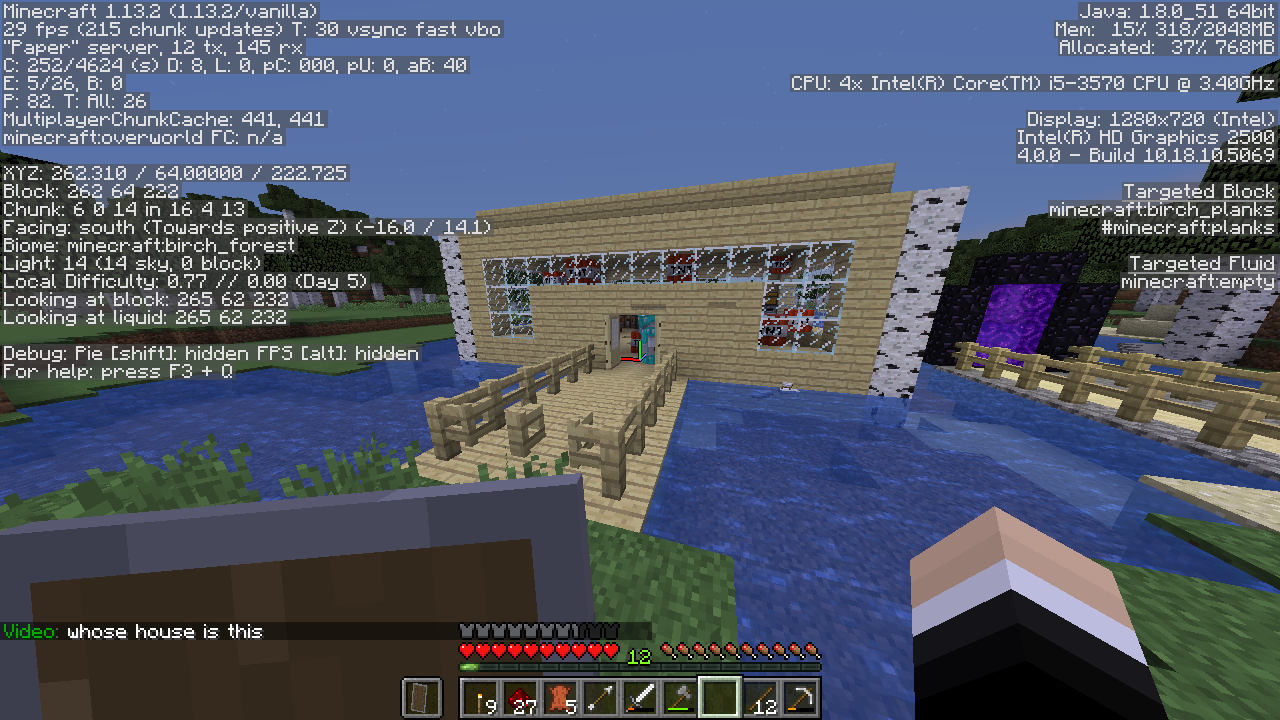 Minecraft 1.13.2 (1.13.2/vanilla)
29 fps (215 chunk updates) T: 30 vsync fast vbo
"Paper" server, 12 tx, 145 rx
C: 252/4624 (s) D: 8, L: 0, pC: 000, pU: 0, aB: 40
E: 5/26, B: 0
P: 82. T: All: 26
MultiplayerChunkCache: 441, 441
minecraft:overworld FC: n/a
XYZ: 262.310 / 64.00000 / 222.725
Block: 262 64 222
Chunk: 6 0 14 in 16 4 13
Facing: south (Towards positive Z) (-16.0 / 14.1)
Biome: minecraft:birch_forest
Light: 14 (14 sky, 0 block)
Local Difficulty: 0.77 // 0.00 (Day 5)
Looking at block: 265 62 232
Looking at liquid: 265 62 232
Debug: Pie [shift]: hidden FPS [alt]: hidden
For help: press F3 + Q
Java: 1.8.0_51 64bit
Mem: 15% 318/2048MB
Allocated: 37% 768MB
CPU: 4x Intel(R) Core(TM) i5-3570 CPU @ 3.40GHz
Display: 1280x720 (Intel)
Intel(R) HD Graphics 2500
4.0.0 - Build 10.18.10.5069
Targeted Block
minecraft:birch_planks
#minecraft:planks
Targeted Fluid
minecraft:empty
Video: whose house is this
12
9 27 5 12